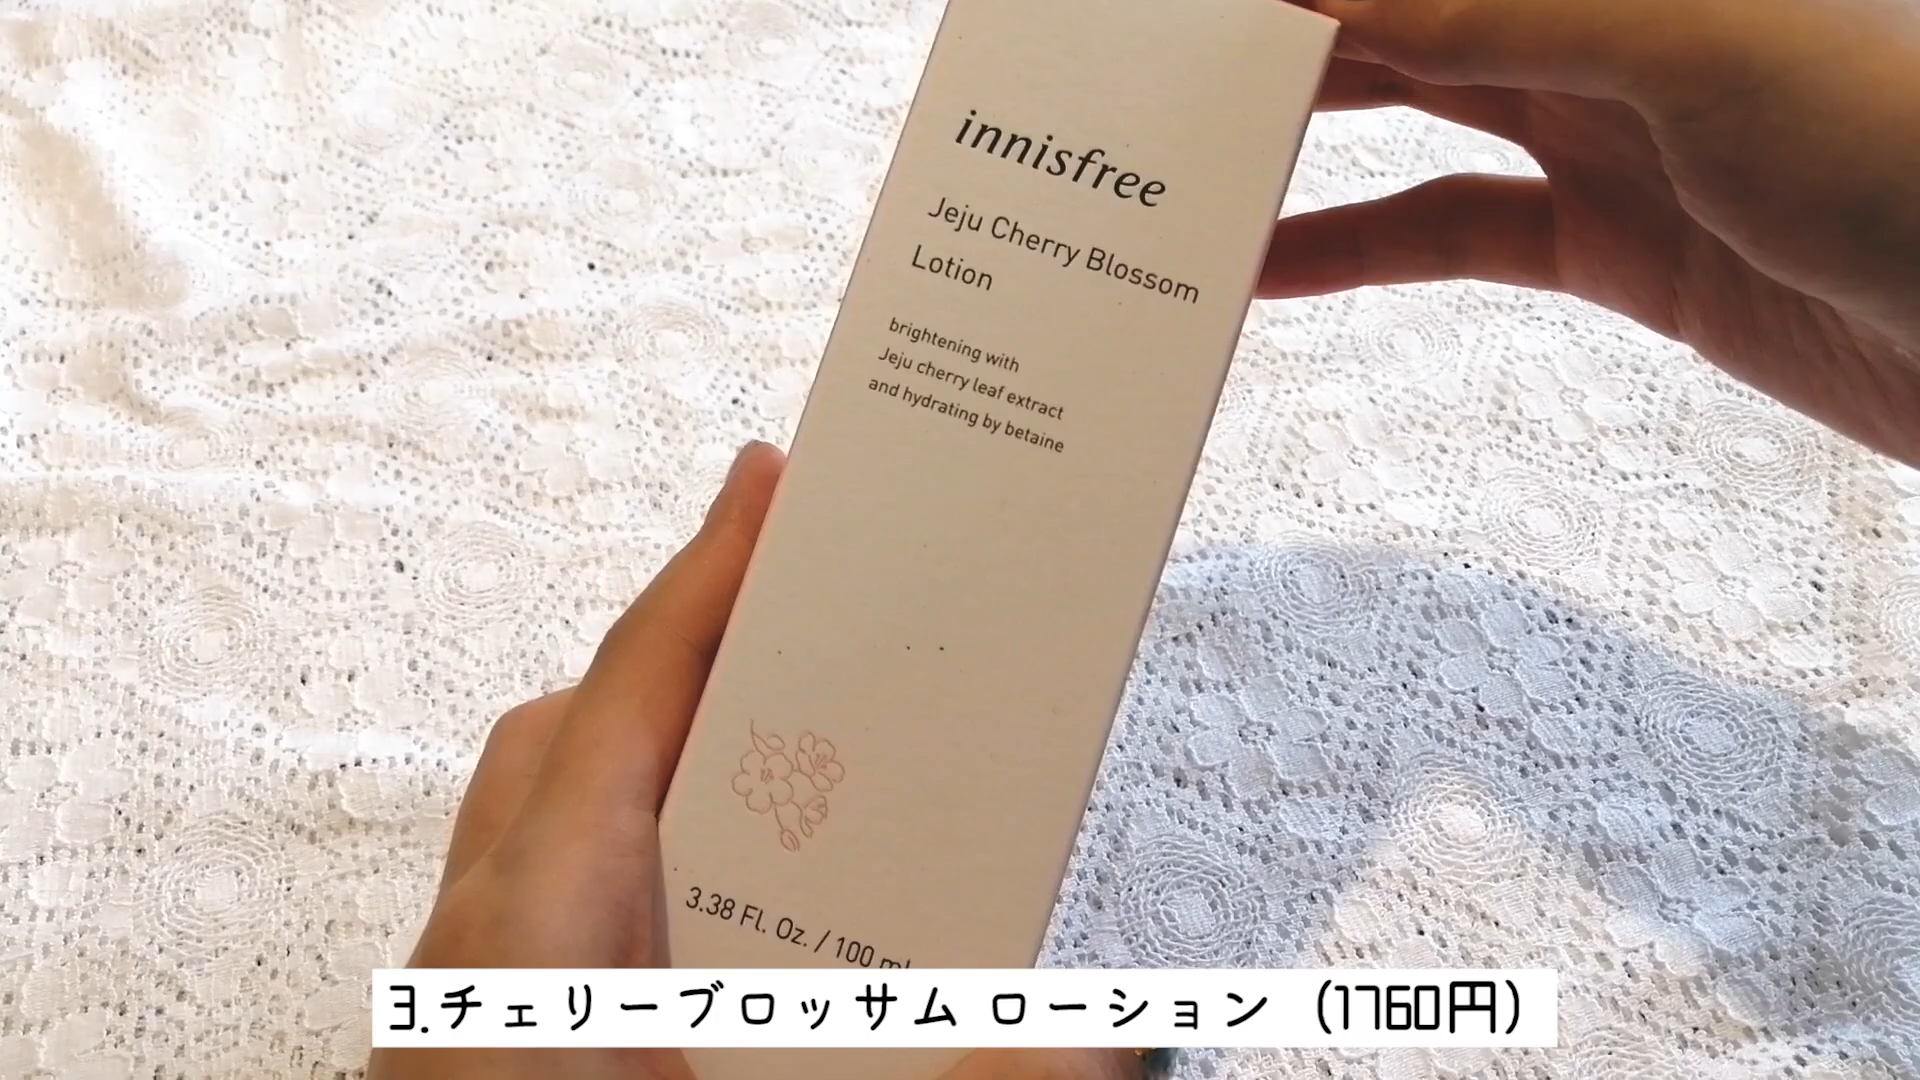 innisfree
Jeju Cherry Blossom
Lotion
brightening with
Jeju cherry leaf extract
and hydrating by betaine
3.38 Fl. Oz. / 100 ml
3.チェリーブロッサム ローション (1760円)